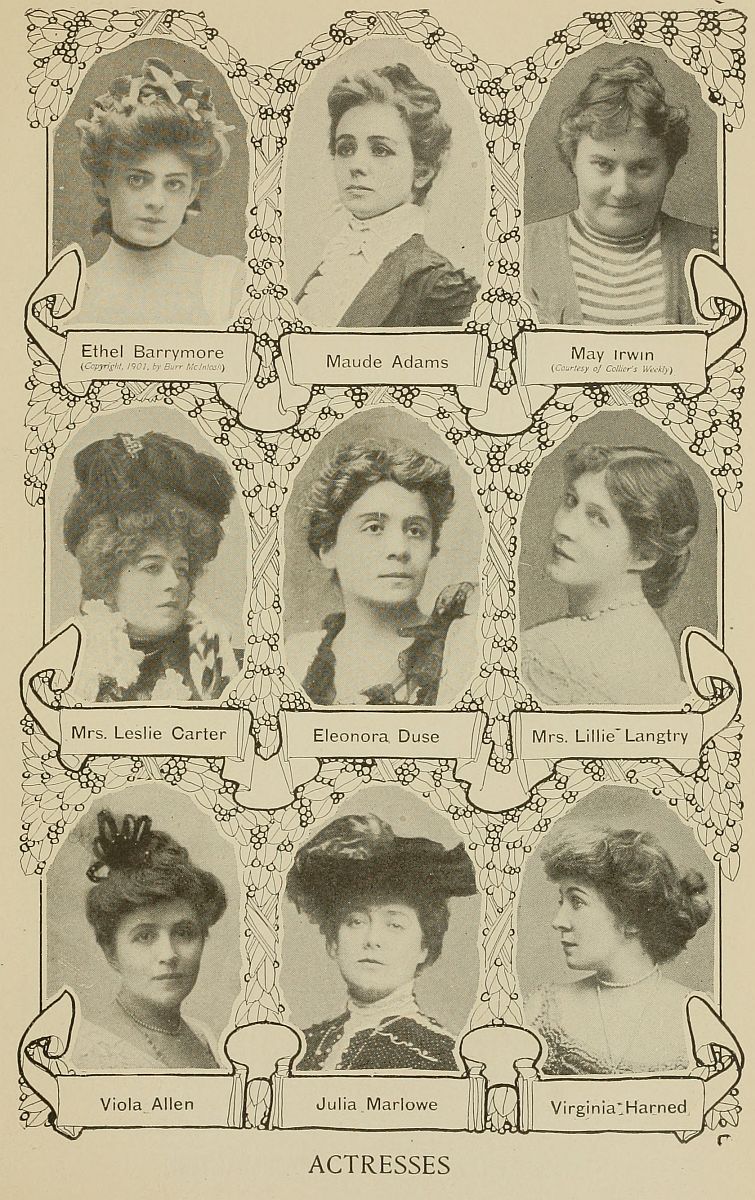 Ethel Barrymore
(Copyright, 1901, by Burr McIntosh)
Maude Adams
May Irwin
(Courtesy of Collier's Weekly)
Mrs. Leslie Carter
Eleonora Duse
Mrs. Lillie Langtry
Viola Allen
Julia Marlowe
Virginia Harned
ACTRESSES